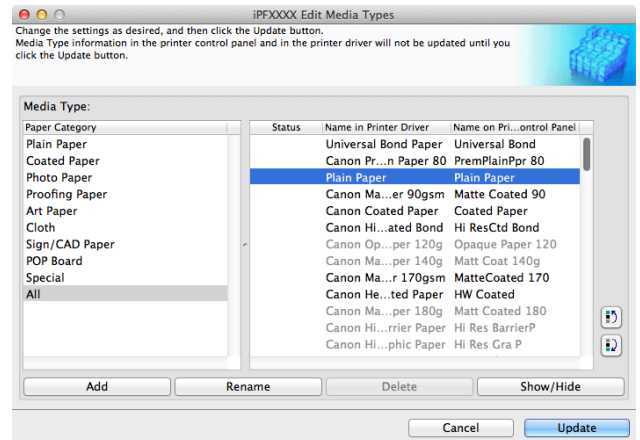 iPFXXXX Edit Media Types
Change the settings as desired, and then click the Update button.
Media Type information in the printer control panel and in the printer driver will not be updated until you
click the Update button.
Media Type:
Paper Category
Plain Paper
Coated Paper
Photo Paper
Proofing Paper
Art Paper
Cloth
Sign/CAD Paper
POP Board
Special
All
Status Name in Printer Driver Name on Pri...ontrol Panel
Universal Bond Paper Universal Bond
Canon Pr...n Paper 80 PremPlainPpr 80
Plain Paper Plain Paper
Canon Ma...er 90gsm Matte Coated 90
Canon Coated Paper Coated Paper
Canon Hi...ated Bond Hi ResCtd Bond
Canon Op...per 120g Opaque Paper 120
Canon Ma...per 140g Matt Coat 140g
Canon Ma...r 170gsm MatteCoated 170
Canon He...ted Paper HW Coated
Canon Ma...per 180g Matt Coated 180
Canon Hi...rrier Paper Hi Res BarrierP
Canon Hi...phic Paper Hi Res Gra P
Add Rename Delete Show/Hide
Cancel Update